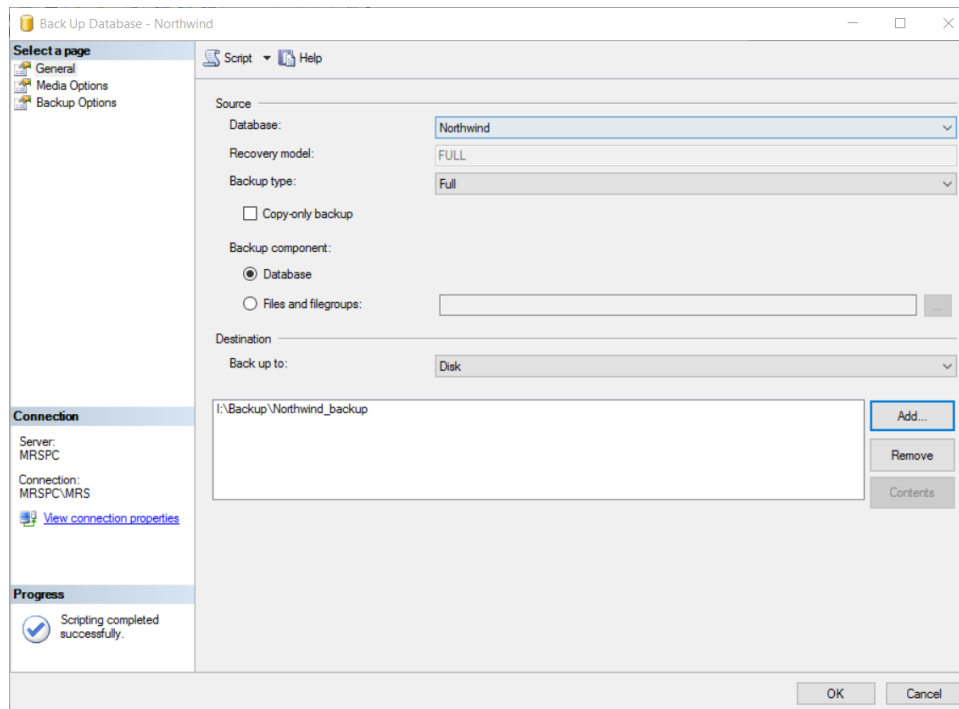 Back Up Database - Northwind
Select a page
General
Media Options
Backup Options
Script
Help
Source
Database:
Northwind
Recovery model:
FULL
Backup type:
Full
Copy-only backup
Backup component:
Database
Files and filegroups:
...
Destination
Back up to:
Disk
I:\Backup\Northwind_backup
Add...
Remove
Contents
Connection
Server:
MRSPC
Connection:
MRSPC\MRS
View connection properties
Progress
Scripting completed
successfully.
OK
Cancel